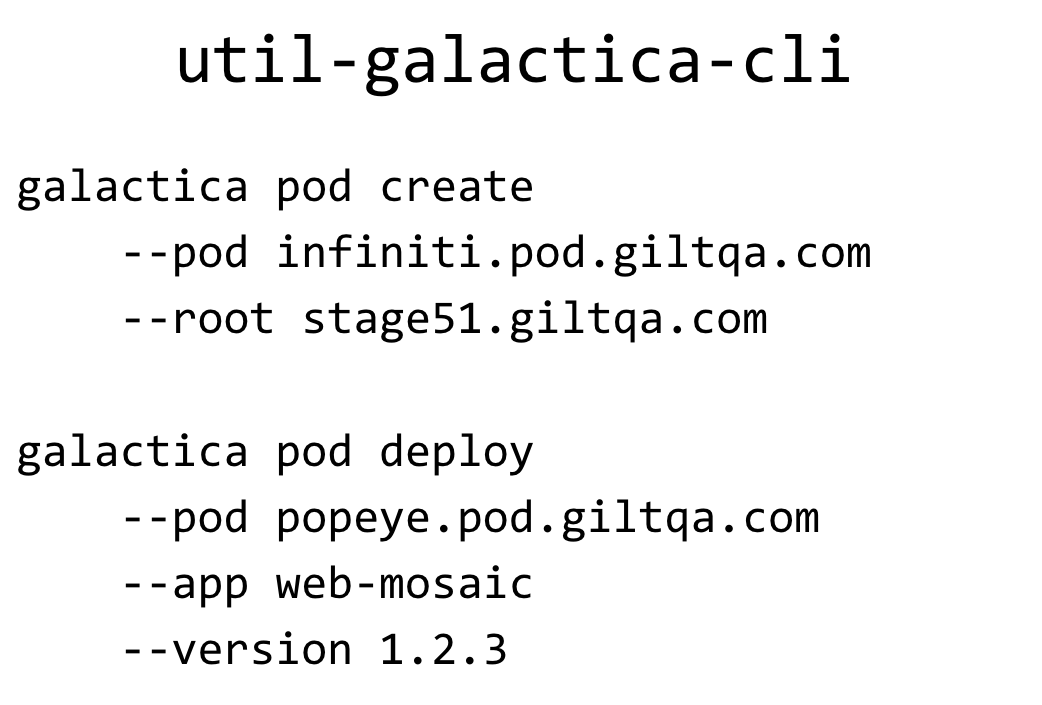 util-galactica-cli
galactica pod create
--pod infiniti.pod.giltqa.com
--root stage51.giltqa.com
galactica pod deploy
--pod popeye.pod.giltqa.com
--app web-mosaic
--version 1.2.3